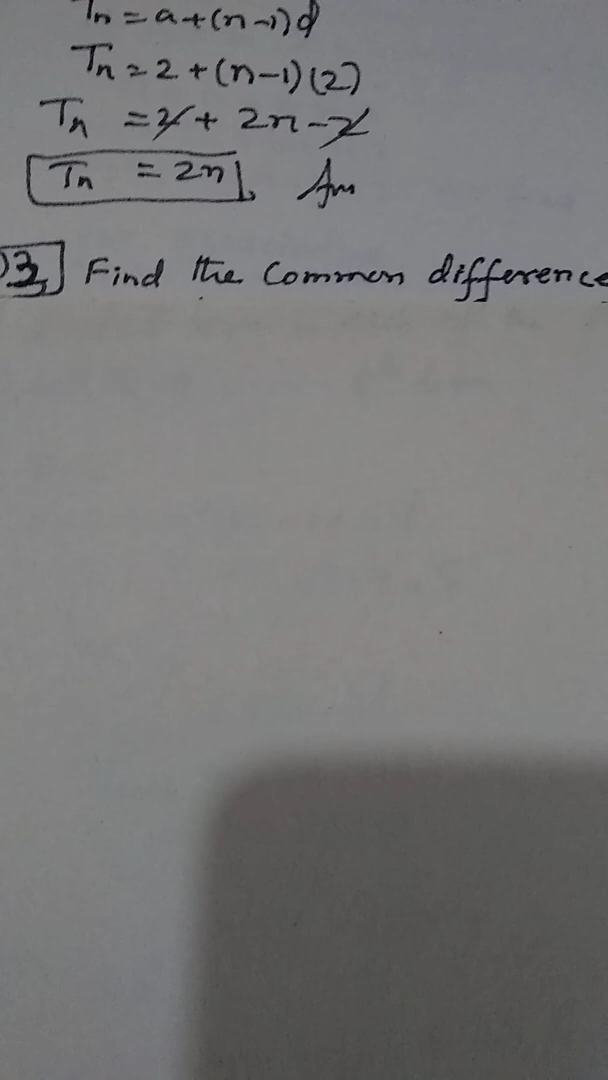 Tn = a+(n-1)d
Tn = 2 + (n-1)(2)
Tn = 2 + 2n - 2
Tn = 2n Ans
Q3 Find the Common difference